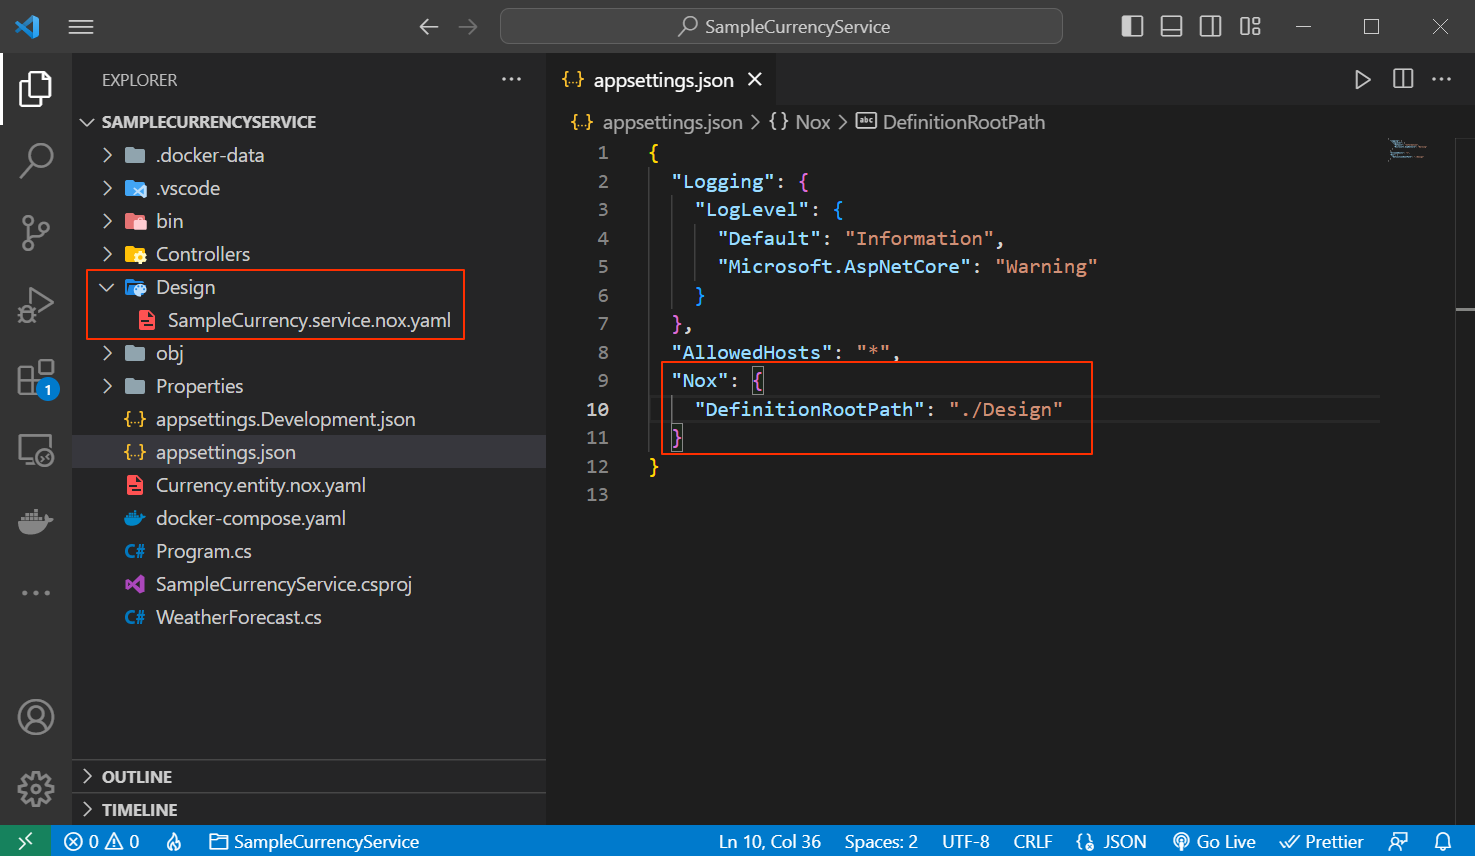 SampleCurrencyService
EXPLORER
SAMPLECURRENCYSERVICE
.docker-data
.vscode
bin
Controllers
Design
SampleCurrency.service.nox.yaml
obj
Properties
appsettings.Development.json
appsettings.json
Currency.entity.nox.yaml
docker-compose.yaml
C# Program.cs
SampleCurrencyService.csproj
C# WeatherForecast.cs
OUTLINE
TIMELINE
1
{..} appsettings.json
{..} appsettings.json > {} Nox > abc DefinitionRootPath
1 {
2 "Logging": {
3 "LogLevel": {
4 "Default": "Information",
5 "Microsoft.AspNetCore": "Warning"
6 }
7 },
8 "AllowedHosts": "*",
9 "Nox": {
10 "DefinitionRootPath": "./Design"
11 }
12 }
13
0 0 SampleCurrencyService Ln 10, Col 36 Spaces: 2 UTF-8 CRLF JSON Go Live Prettier